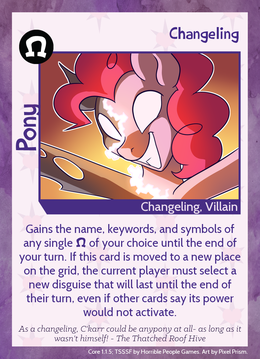 Changeling
Ω
Pony
Changeling, Villain
Gains the name, keywords, and symbols
of any single Ω of your choice until the end of
your turn. If this card is moved to a new place
on the grid, the current player must select a
new disguise that will last until the end of
their turn, even if other cards say its power
would not activate.
As a changeling, C'karr could be anypony at all- as long as it
wasn't himself! - The Thatched Roof Hive
Core 1.1.5; TSSSF by Horrible People Games. Art by Pixel Prism.